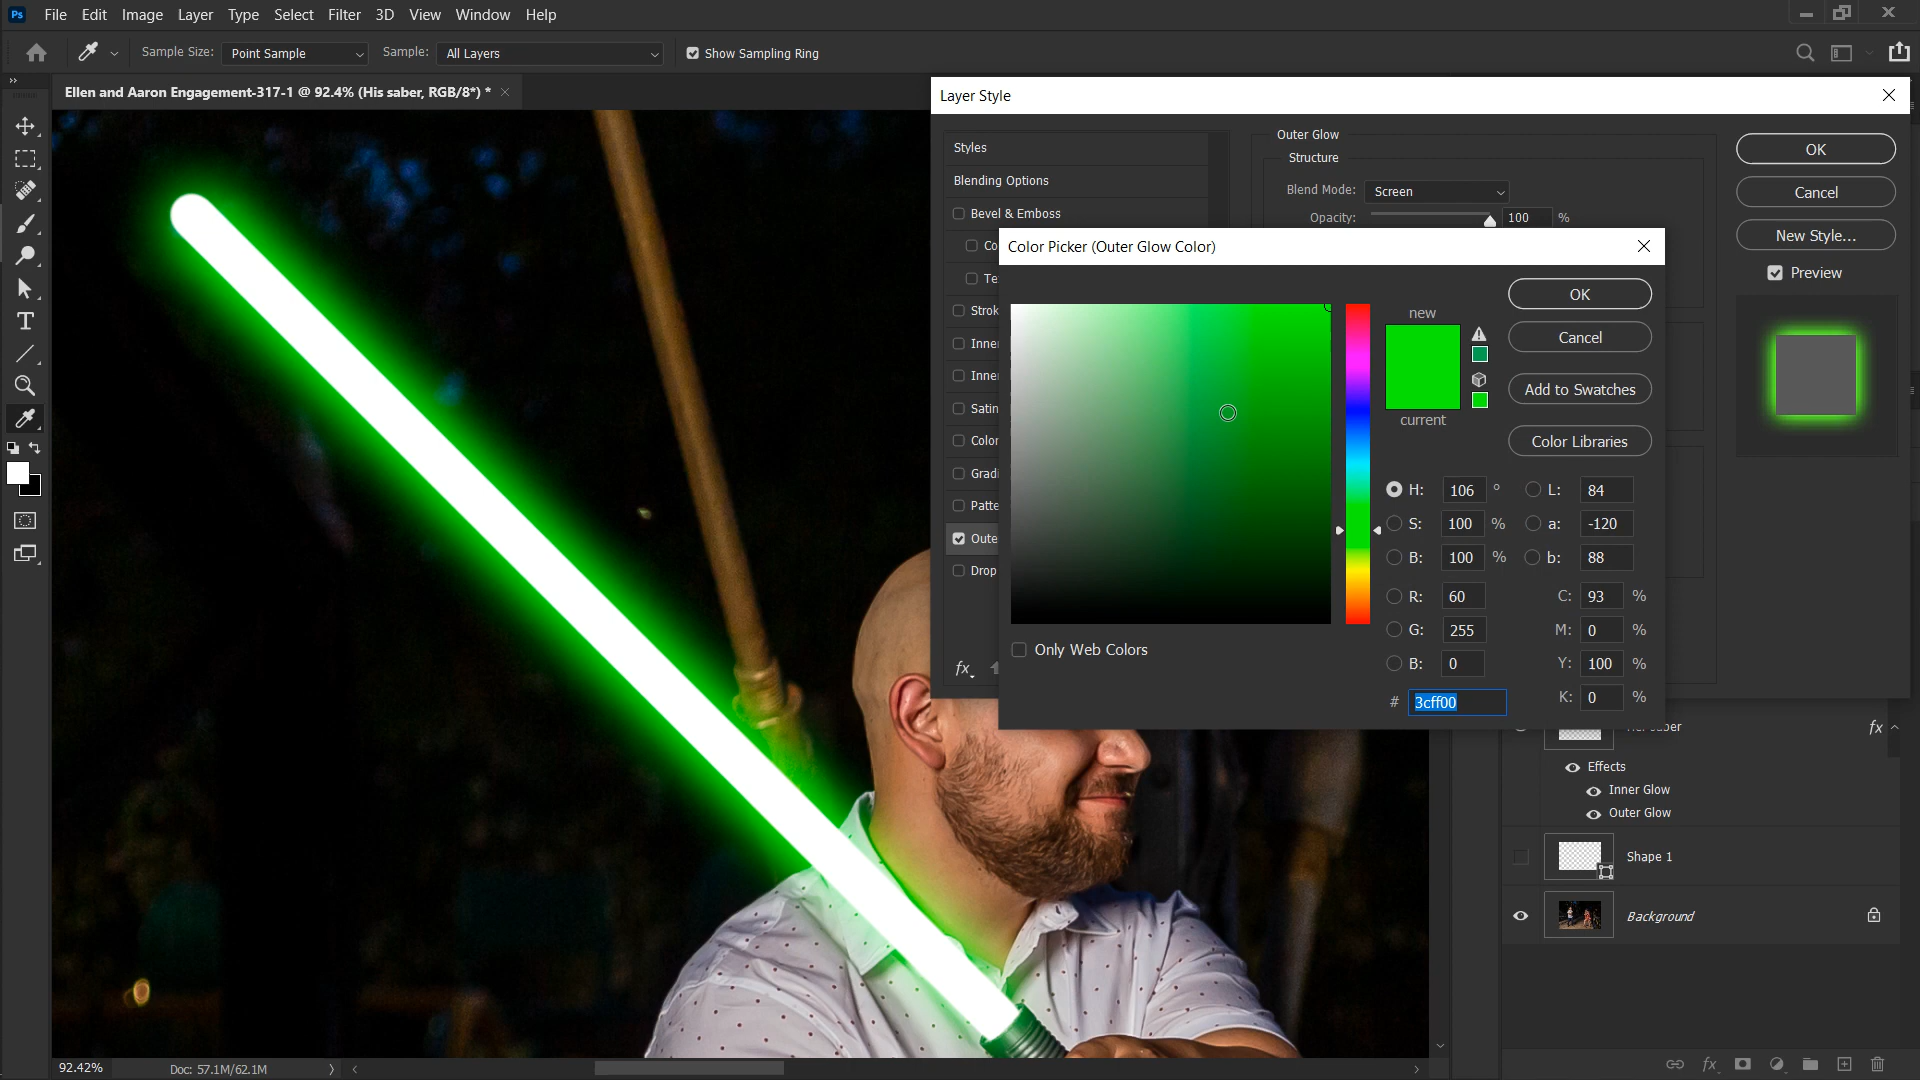 Ps File Edit Image Layer Type Select Filter 3D View Window Help
Sample Size: Point Sample Sample: All Layers Show Sampling Ring
Ellen and Aaron Engagement-317-1 @ 92.4% (His saber, RGB/8*) *
Layer Style
Styles
Blending Options
Bevel & Emboss
Co
Te
Strok
Inne
Inne
Satin
Color
Gradi
Patte
Oute
Drop
fx
Outer Glow
Structure
Blend Mode: Screen
Opacity: 100 %
OK
Cancel
New Style...
Preview
Color Picker (Outer Glow Color)
new
current
OK
Cancel
Add to Swatches
Color Libraries
H: 106 ° L: 84
S: 100 % a: -120
B: 100 % b: 88
R: 60 C: 93 %
G: 255 M: 0 %
B: 0 Y: 100 %
# 3cff00 K: 0 %
Only Web Colors
fx
Effects
Inner Glow
Outer Glow
Shape 1
Background
92.42% Doc: 57.1M/62.1M
fx